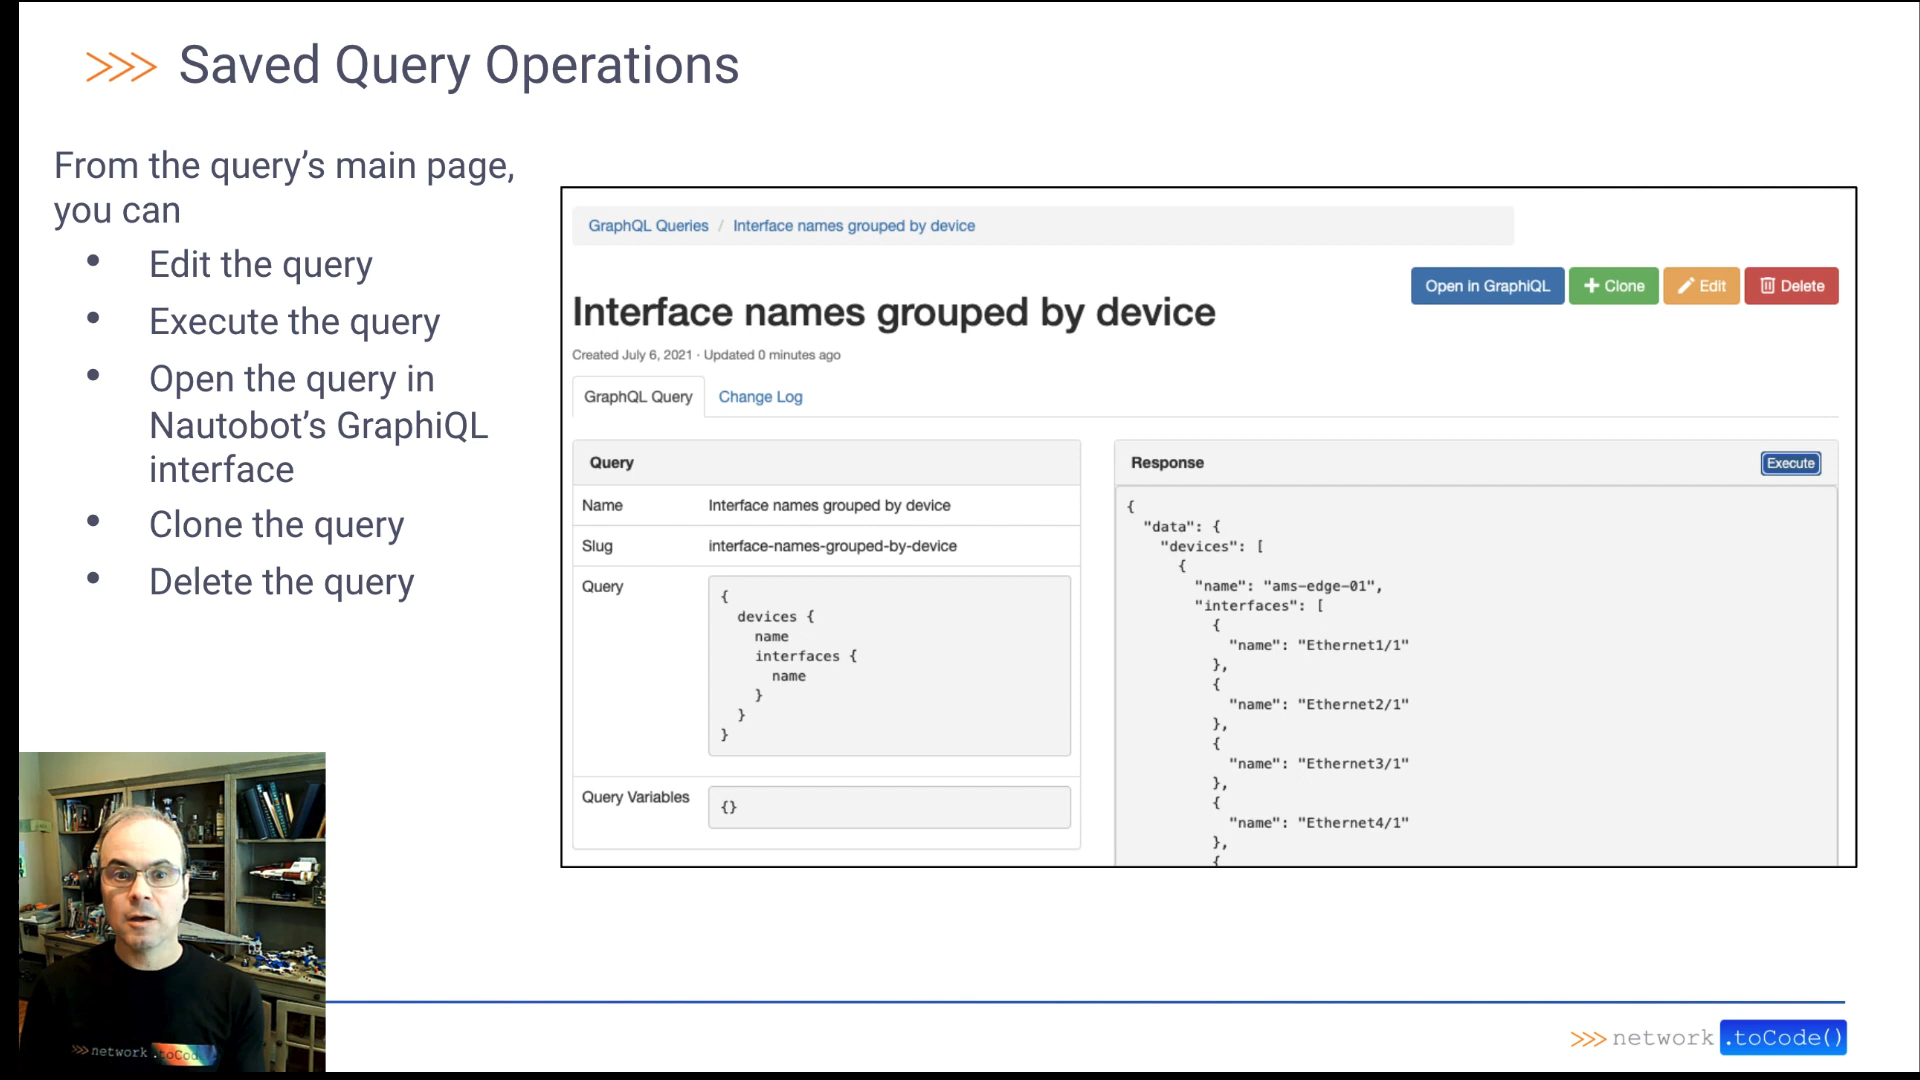 >>> Saved Query Operations
From the query’s main page,
you can
• Edit the query
• Execute the query
• Open the query in
Nautobot’s GraphiQL
interface
• Clone the query
• Delete the query
GraphQL Queries / Interface names grouped by device
Open in GraphiQL + Clone Edit Delete
Interface names grouped by device
Created July 6, 2021 · Updated 0 minutes ago
GraphQL Query Change Log
Query
Name Interface names grouped by device
Slug interface-names-grouped-by-device
Query
{
devices {
name
interfaces {
name
}
}
}
Query Variables {}
Response Execute
{
"data": {
"devices": [
{
"name": "ams-edge-01",
"interfaces": [
{
"name": "Ethernet1/1"
},
{
"name": "Ethernet2/1"
},
{
"name": "Ethernet3/1"
},
{
"name": "Ethernet4/1"
},
{
>>>network .toCod
>>> network .toCode()